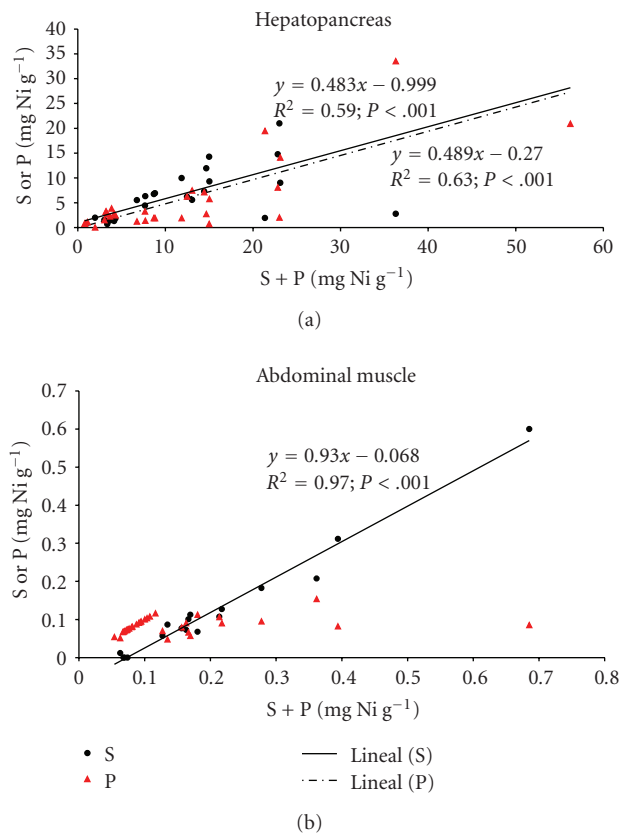 Hepatopancreas
40
35
30
25
20
15
10
5
0
S or P (mg Ni g⁻¹)
y = 0.483x − 0.999
R² = 0.59; P < .001
y = 0.489x − 0.27
R² = 0.63; P < .001
0 10 20 30 40 50 60
S + P (mg Ni g⁻¹)
(a)
Abdominal muscle
0.7
0.6
0.5
0.4
0.3
0.2
0.1
0
S or P (mg Ni g⁻¹)
y = 0.93x − 0.068
R² = 0.97; P < .001
0 0.1 0.2 0.3 0.4 0.5 0.6 0.7 0.8
S + P (mg Ni g⁻¹)
S Lineal (S)
P Lineal (P)
(b)